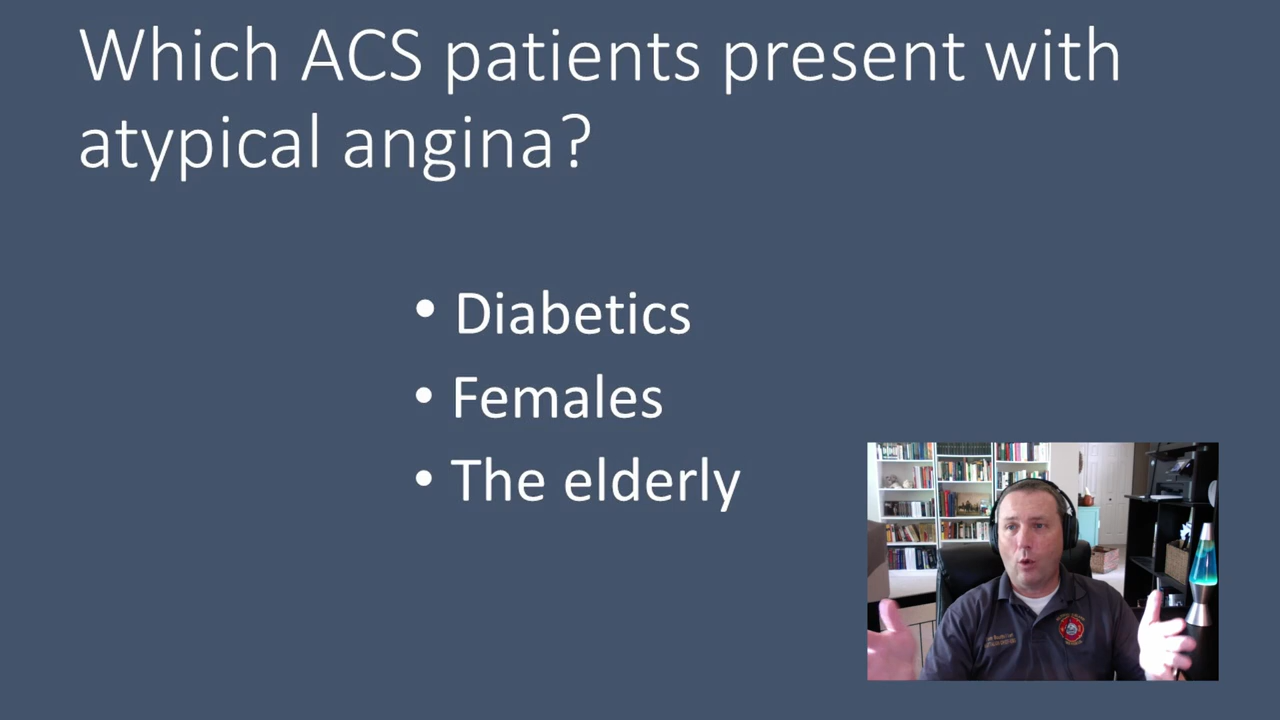 Which ACS patients present with
atypical angina?
• Diabetics
• Females
• The elderly